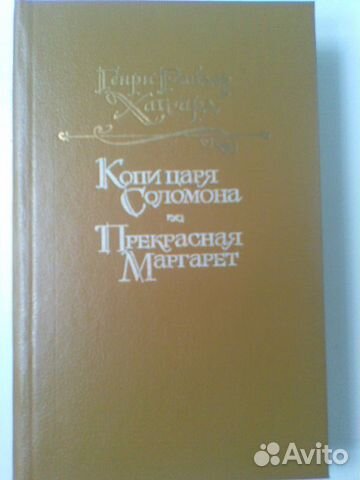 Генри Райдер
Хаггард
Копи царя
Соломона
Прекрасная
Маргарет
Avito